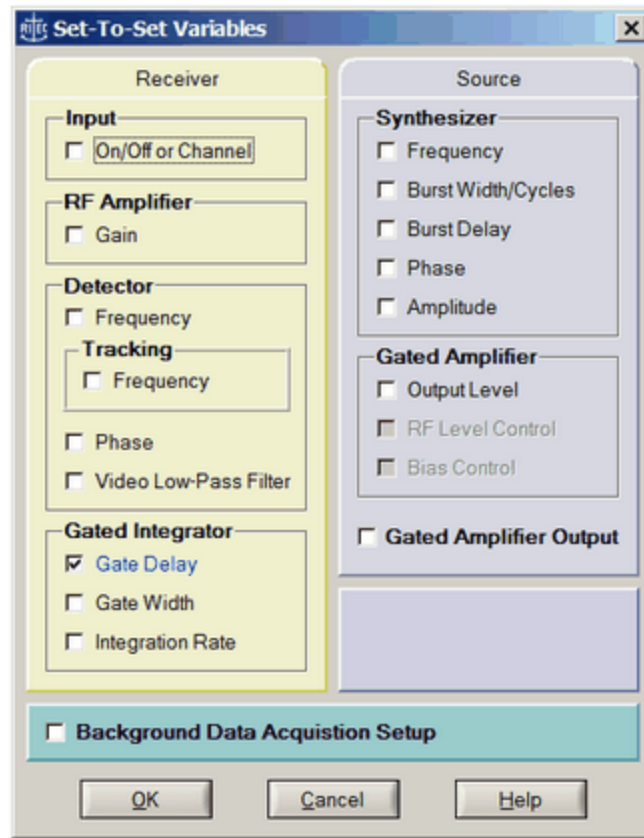 RITEC Set-To-Set Variables
Receiver
Input
On/Off or Channel
RF Amplifier
Gain
Detector
Frequency
Tracking
Frequency
Phase
Video Low-Pass Filter
Gated Integrator
Gate Delay
Gate Width
Integration Rate
Source
Synthesizer
Frequency
Burst Width/Cycles
Burst Delay
Phase
Amplitude
Gated Amplifier
Output Level
RF Level Control
Bias Control
Gated Amplifier Output
Background Data Acquistion Setup
OK Cancel Help